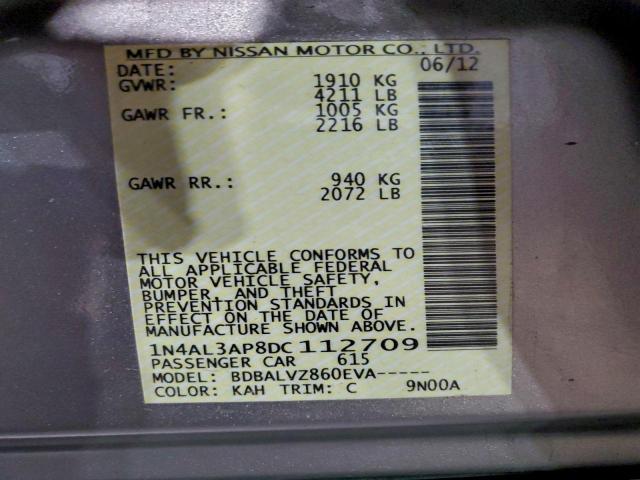 MFD BY NISSAN MOTOR CO., LTD.
DATE: 06/12
GVWR: 1910 KG
4211 LB
GAWR FR.: 1005 KG
2216 LB
GAWR RR.: 940 KG
2072 LB
THIS VEHICLE CONFORMS TO
ALL APPLICABLE FEDERAL
MOTOR VEHICLE SAFETY,
BUMPER, AND THEFT
PREVENTION STANDARDS IN
EFFECT ON THE DATE OF
MANUFACTURE SHOWN ABOVE.
1N4AL3AP8DC112709
PASSENGER CAR 615
MODEL: BDBALVZ860EVA-----
COLOR: KAH TRIM: C 9N00A